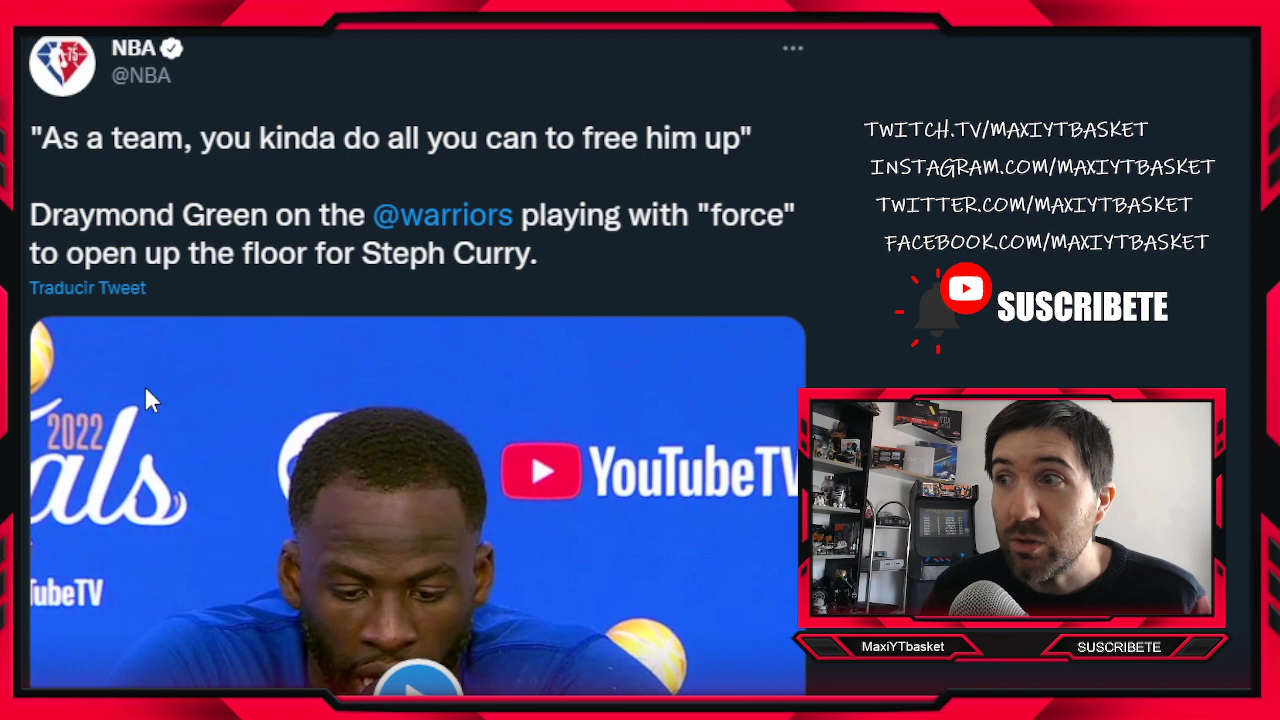 NBA
@NBA
"As a team, you kinda do all you can to free him up"
Draymond Green on the @warriors playing with "force"
to open up the floor for Steph Curry.
Traducir Tweet
2022
als
YouTubeTV
ubeTV
75
TWITCH.TV/MAXIYTBASKET
INSTAGRAM.COM/MAXIYTBASKET
TWITTER.COM/MAXIYTBASKET
FACEBOOK.COM/MAXIYTBASKET
SUSCRIBETE
MaxiYTbasket
SUSCRIBETE